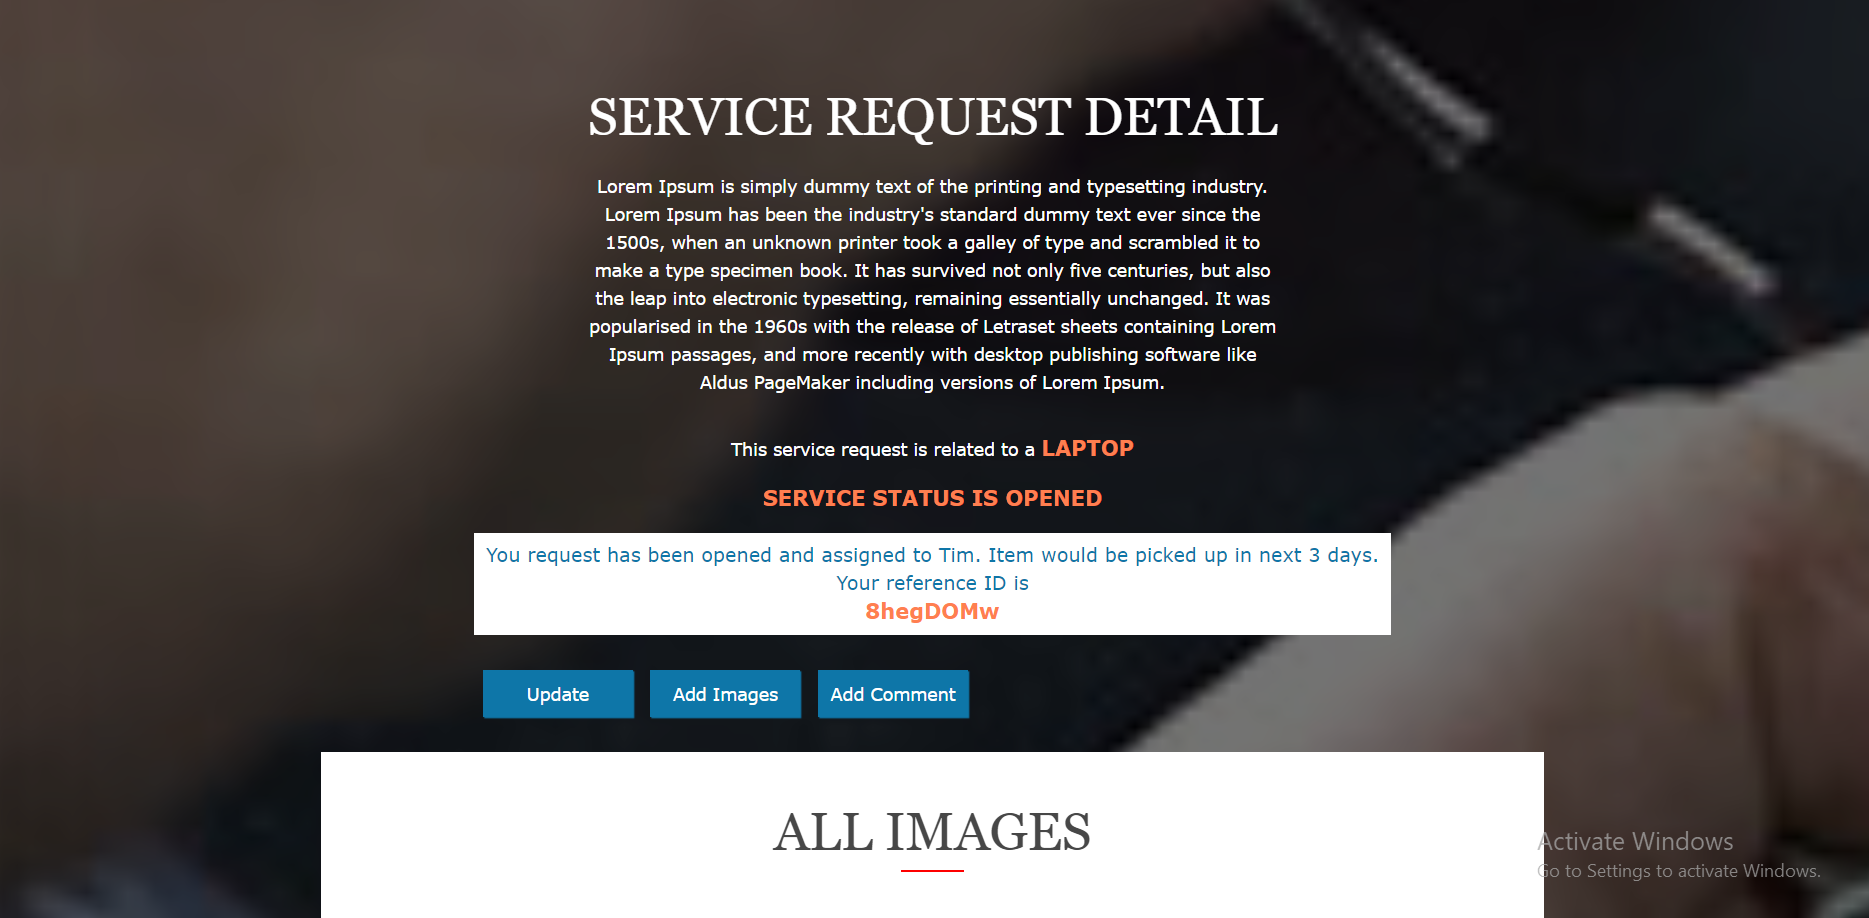 SERVICE REQUEST DETAIL
Lorem Ipsum is simply dummy text of the printing and typesetting industry.
Lorem Ipsum has been the industry's standard dummy text ever since the
1500s, when an unknown printer took a galley of type and scrambled it to
make a type specimen book. It has survived not only five centuries, but also
the leap into electronic typesetting, remaining essentially unchanged. It was
popularised in the 1960s with the release of Letraset sheets containing Lorem
Ipsum passages, and more recently with desktop publishing software like
Aldus PageMaker including versions of Lorem Ipsum.
This service request is related to a LAPTOP
SERVICE STATUS IS OPENED
You request has been opened and assigned to Tim. Item would be picked up in next 3 days.
Your reference ID is
8hegDOMw
Update
Add Images
Add Comment
ALL IMAGES
Activate Windows
Go to Settings to activate Windows.